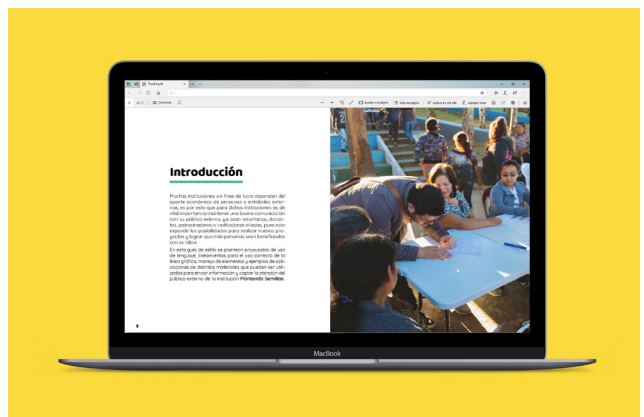 Introducción
Muchas instituciones sin fines de lucro dependen del
aporte económico de personas o entidades exter-
nas, es por esto que para dichas instituciones es de
vital importancia mantener una buena comunicación
con su público externo, ya sean voluntarios, donan-
tes, patrocinadores o instituciones aliadas, pues esto
expande las posibilidades para realizar nuevos pro-
yectos y lograr que más personas sean beneficiadas
con su labor.
En esta guía de estilo se plantean propuestas de uso
de lenguaje, lineamientos para el uso correcto de la
línea gráfica, manejo de elementos y ejemplos de apli-
caciones de distintos materiales que pueden ser utili-
zados para enviar información y captar la atención del
público externo de la institución Plantando Semillas.
5
MacBook